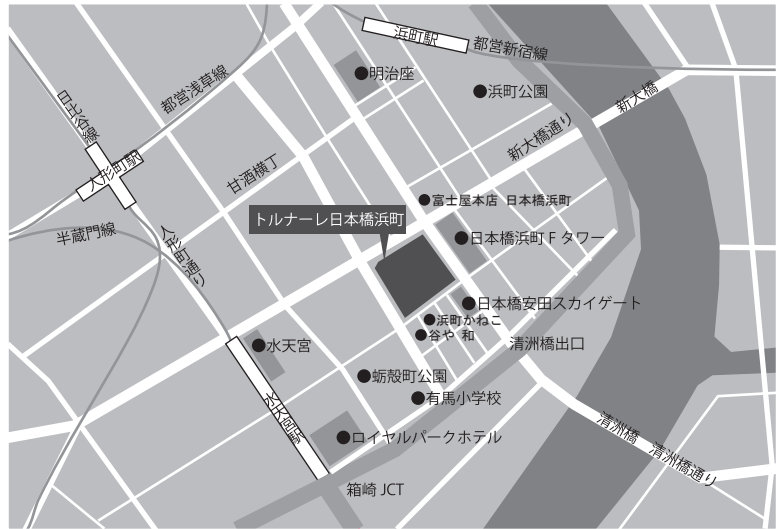 浜町駅
都営新宿線
明治座
浜町公園
新大橋
都営浅草線
日比谷線
人形町駅
甘酒横丁
新大橋通り
富士屋本店 日本橋浜町
トルナーレ日本橋浜町
半蔵門線
人形町通り
日本橋浜町Fタワー
日本橋安田スカイゲート
浜町かねこ
谷や 和
清洲橋出口
水天宮
蛎殻町公園
有馬小学校
水天宮駅
清洲橋
清洲橋通り
ロイヤルパークホテル
箱崎 JCT